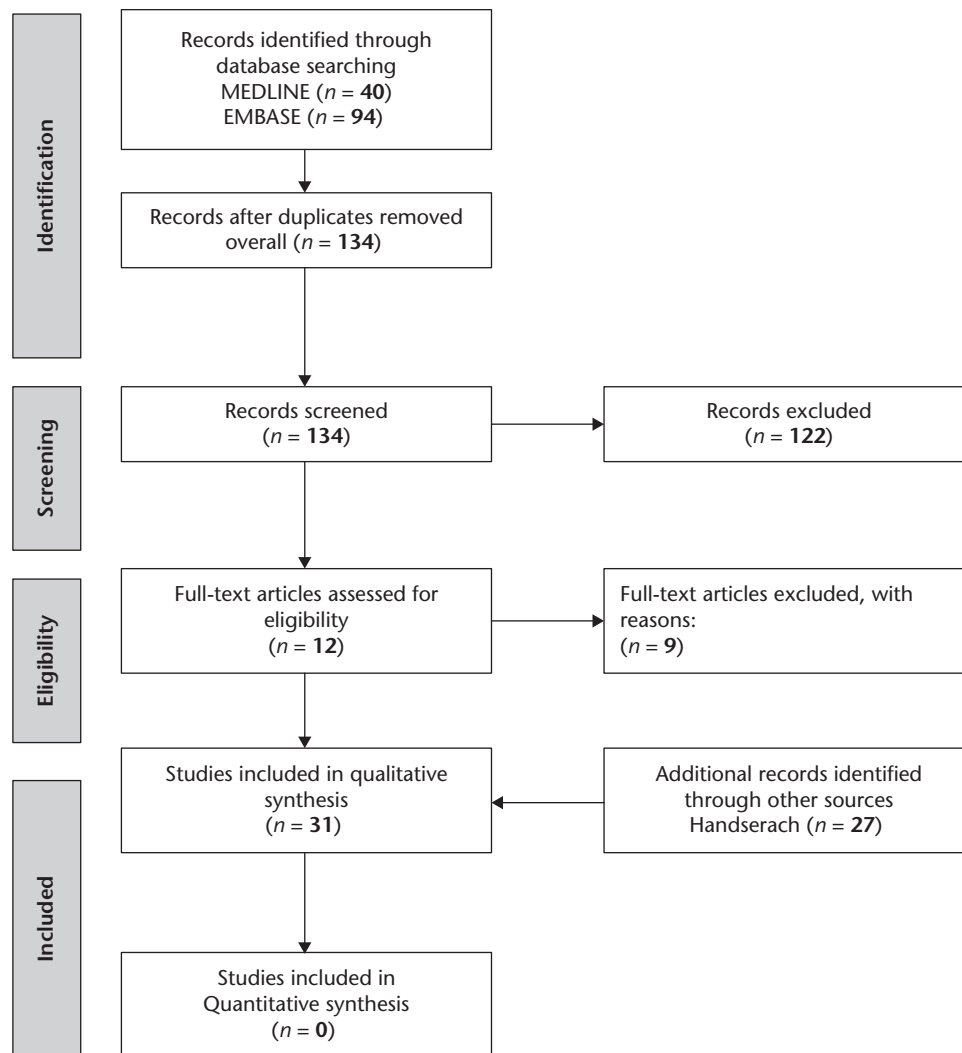 Identification
Records identified through
database searching
MEDLINE (n = 40)
EMBASE (n = 94)
Records after duplicates removed
overall (n = 134)
Screening
Records screened
(n = 134)
Records excluded
(n = 122)
Eligibility
Full-text articles assessed for
eligibility
(n = 12)
Full-text articles excluded, with
reasons:
(n = 9)
Included
Studies included in qualitative
synthesis
(n = 31)
Additional records identified
through other sources
Handserach (n = 27)
Studies included in
Quantitative synthesis
(n = 0)